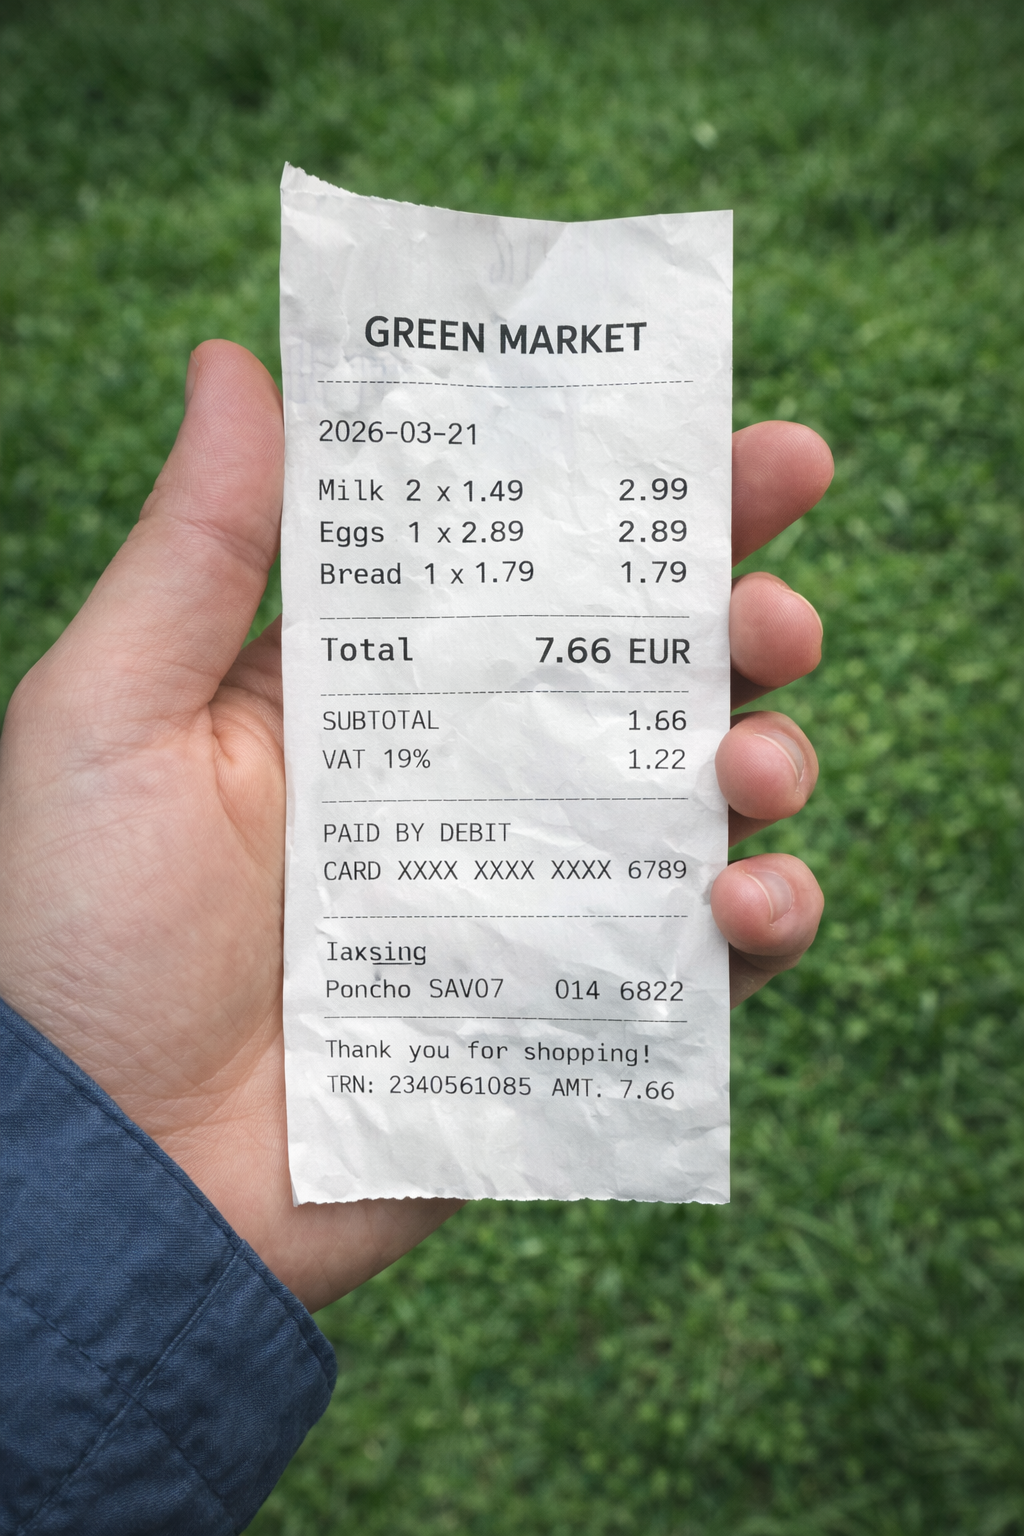 GREEN MARKET
2026-03-21
Milk 2 x 1.49 2.99
Eggs 1 x 2.89 2.89
Bread 1 x 1.79 1.79
Total 7.66 EUR
SUBTOTAL 1.66
VAT 19% 1.22
PAID BY DEBIT
CARD XXXX XXXX XXXX 6789
Iaxsing
Poncho SAV07 014 6822
Thank you for shopping!
TRN: 2340561085 AMT. 7.66